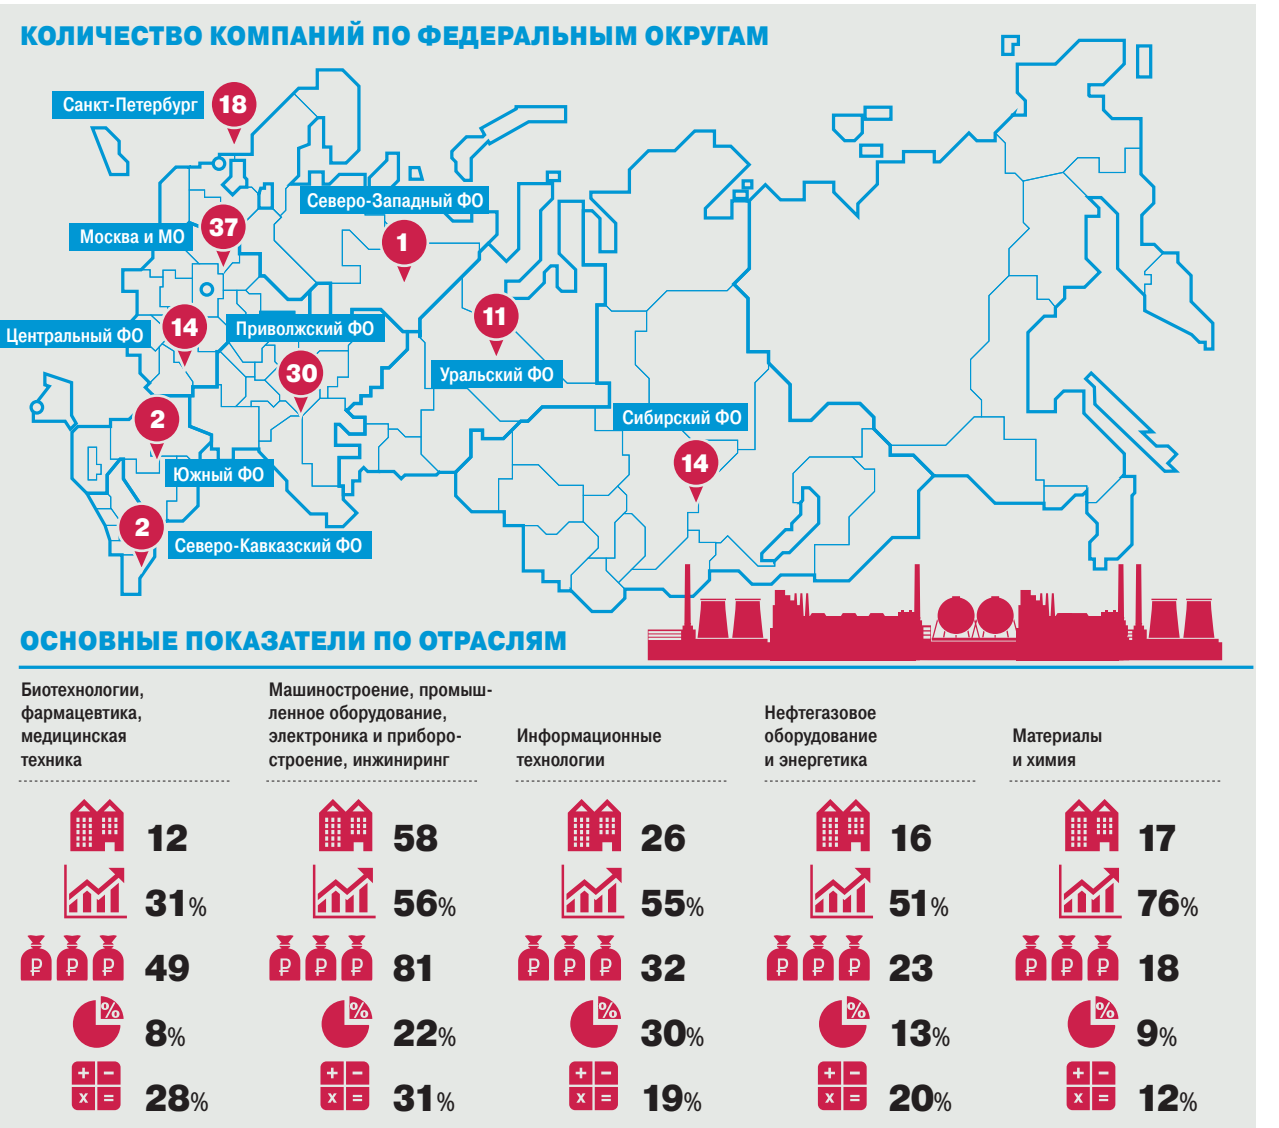 КОЛИЧЕСТВО КОМПАНИЙ ПО ФЕДЕРАЛЬНЫМ ОКРУГАМ
Санкт-Петербург 18
Северо-Западный ФО
1
Москва и МО 37
Центральный ФО 14
Приволжский ФО
30
11
Уральский ФО
Сибирский ФО
14
2
Южный ФО
2
Северо-Кавказский ФО
ОСНОВНЫЕ ПОКАЗАТЕЛИ ПО ОТРАСЛЯМ
Биотехнологии,
фармацевтика,
медицинская
техника
Машиностроение, промыш-
ленное оборудование,
электроника и приборо-
строение, инжиниринг
Информационные
технологии
Нефтегазовое
оборудование
и энергетика
Материалы
и химия
12 58 26 16 17
31% 56% 55% 51% 76%
₽ ₽ ₽ 49 ₽ ₽ ₽ 81 ₽ ₽ ₽ 32 ₽ ₽ ₽ 23 ₽ ₽ ₽ 18
% 8% % 22% % 30% % 13% % 9%
+ − x = 28% + − x = 31% + − x = 19% + − x = 20% + − x = 12%